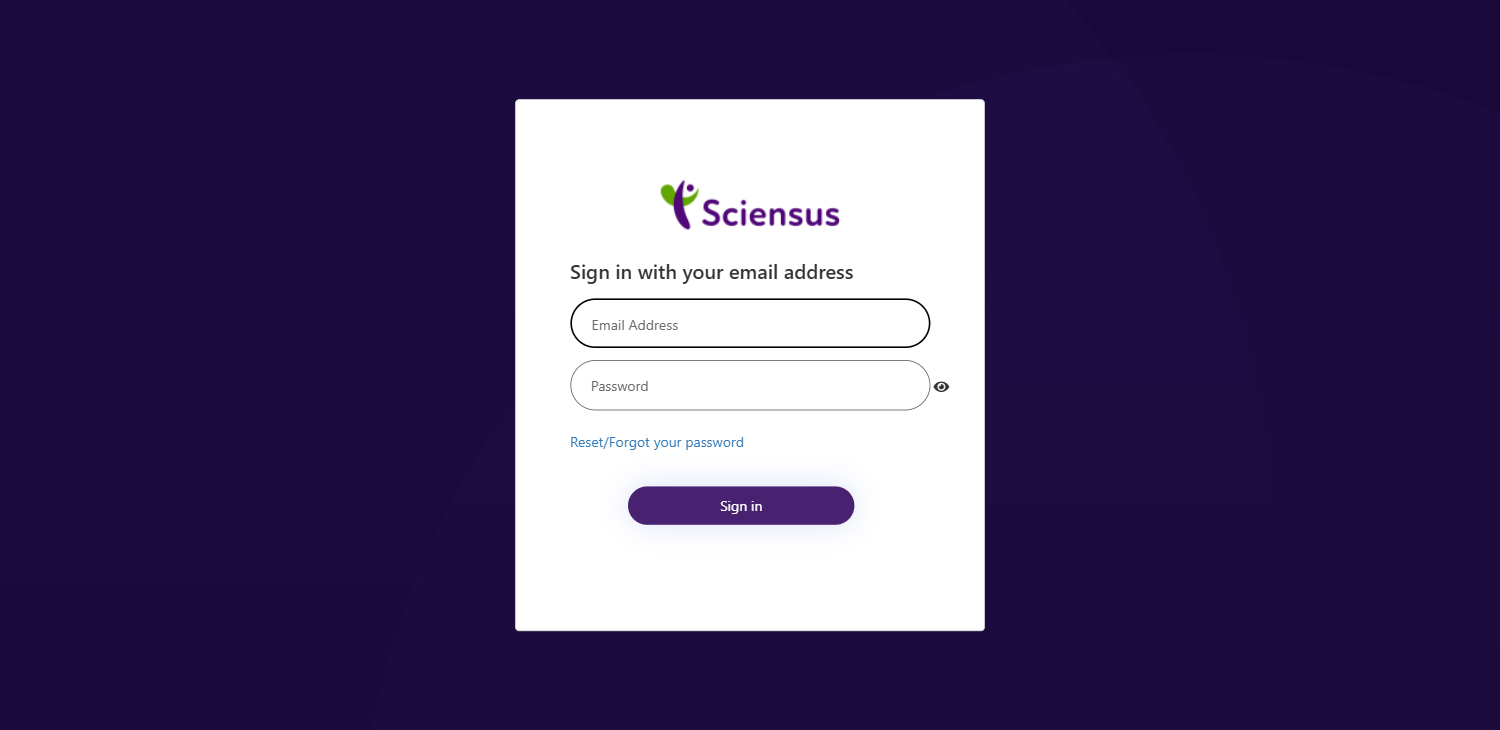 Sciensus
Sign in with your email address
Email Address
Password
Reset/Forgot your password
Sign in